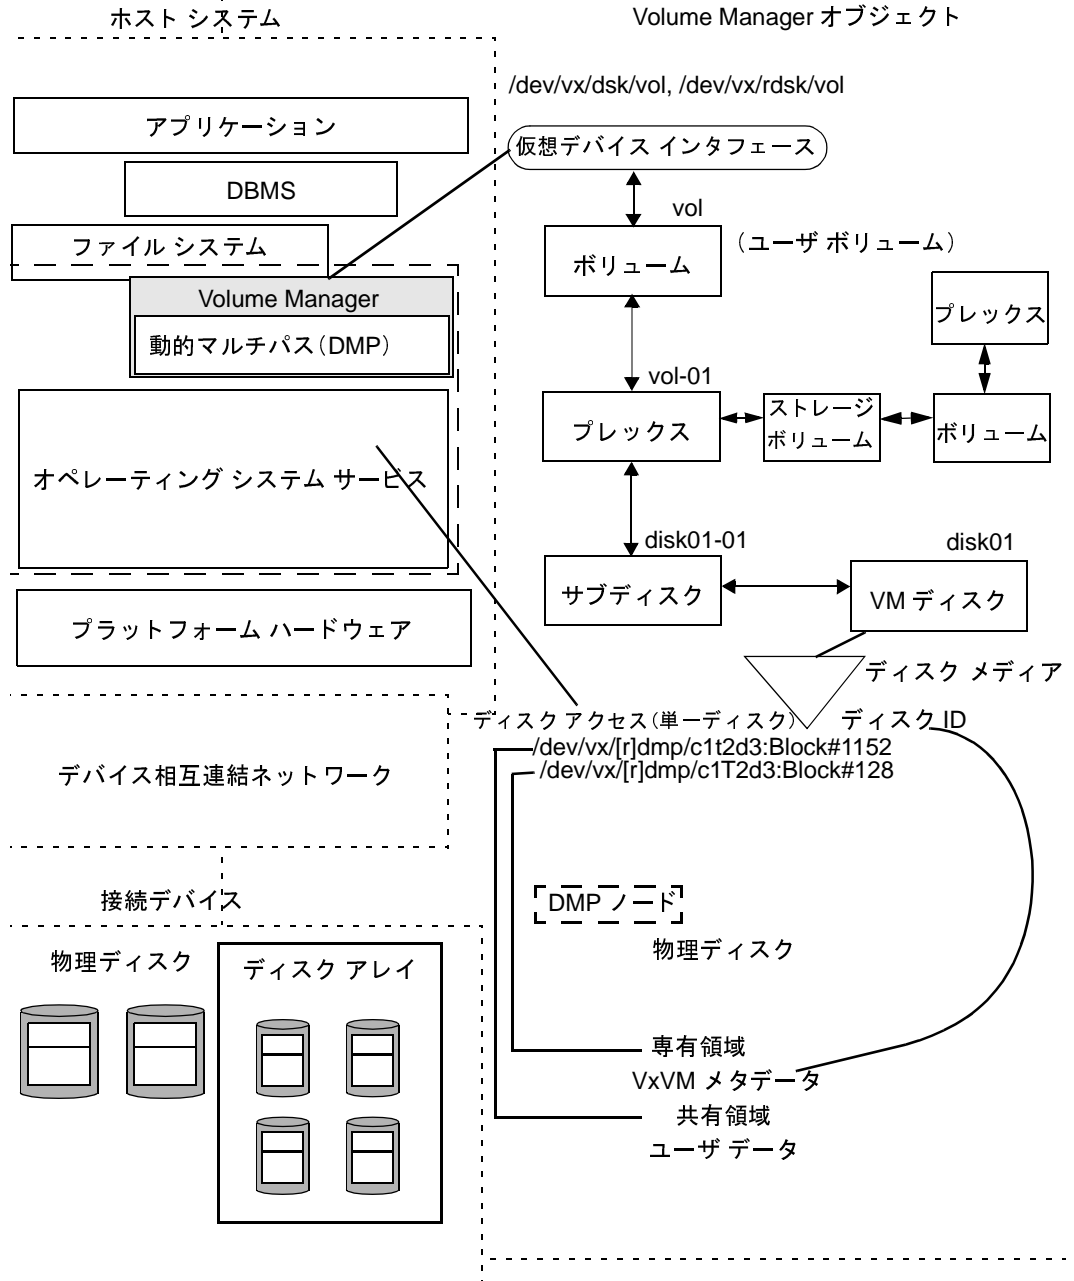 ホスト システム
Volume Manager オブジェクト
/dev/vx/dsk/vol, /dev/vx/rdsk/vol
アプリケーション
仮想デバイス インタフェース
DBMS
vol
ファイル システム
ボリューム
(ユーザ ボリューム)
Volume Manager
動的マルチパス(DMP)
プレックス
vol-01
プレックス
ストレージ
ボリューム
ボリューム
オペレーティング システム サービス
disk01-01
disk01
サブディスク
VM ディスク
プラットフォーム ハードウェア
ディスク メディア
ディスク アクセス(単一ディスク)
ディスク ID
/dev/vx/[r]dmp/c1t2d3:Block#1152
/dev/vx/[r]dmp/c1T2d3:Block#128
デバイス相互連結ネットワーク
接続デバイス
DMP ノード
物理ディスク
物理ディスク
ディスク アレイ
専有領域
VxVM メタデータ
共有領域
ユーザ データ